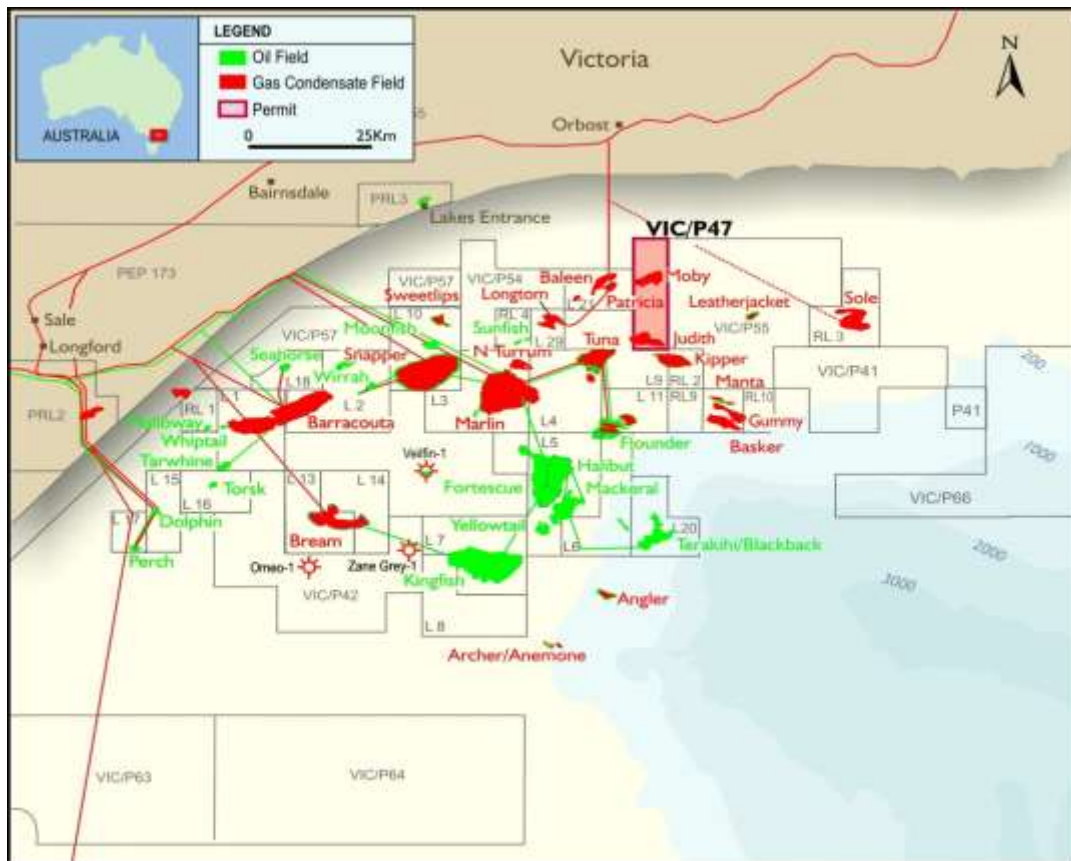 LEGEND
Oil Field
Gas Condensate Field
Permit
0 25Km
AUSTRALIA
Victoria
N
Orbost
Bairnsdale
PRL3
Lakes Entrance
VIC/P47
PEP 173
VIC/P57
VIC/P54
Baleen
Moby
Sweetlips
Longtom
L 21
Patricia
Leatherjacket
Sole
Sale
L 10
RL 4
VIC/P57
Moonfish
Sunfish
Tuna
Judith
VIC/P55
RL 3
Longford
L 29
Seahorse
Snapper
N Turrum
Kipper
200
Wirrah
L9
RL 2
Manta
VIC/P41
L 1
L18
L 2
L3
L 11
RL9
RL10
P41
PRL2
RL 1
Marlin
L4
Gummy
Barracouta
Whiptail
Flounder
Basker
1000
L5
Tarwhine
Veilfin-1
Halibut
L 15
L 13
L 14
Fortescue
Mackeral
VIC/P66
Torsk
L 16
L 17
Dolphin
Yellowtail
L20
Bream
L 7
L6
Terakihi/Blackback
2000
Perch
Omeo-1
Zane Grey-1
Kingfish
3000
VIC/P42
Angler
L 8
Archer/Anemone
VIC/P63
VIC/P64